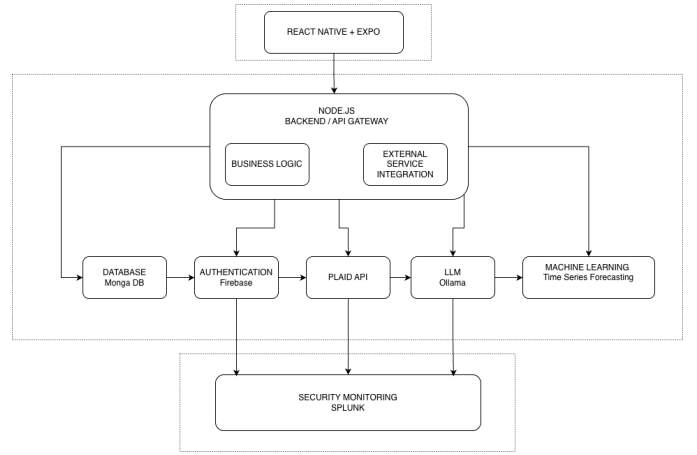 REACT NATIVE + EXPO
NODE.JS
BACKEND / API GATEWAY
BUSINESS LOGIC
EXTERNAL
SERVICE
INTEGRATION
DATABASE
Monga DB
AUTHENTICATION
Firebase
PLAID API
LLM
Ollama
MACHINE LEARNING
Time Series Forecasting
SECURITY MONITORING
SPLUNK